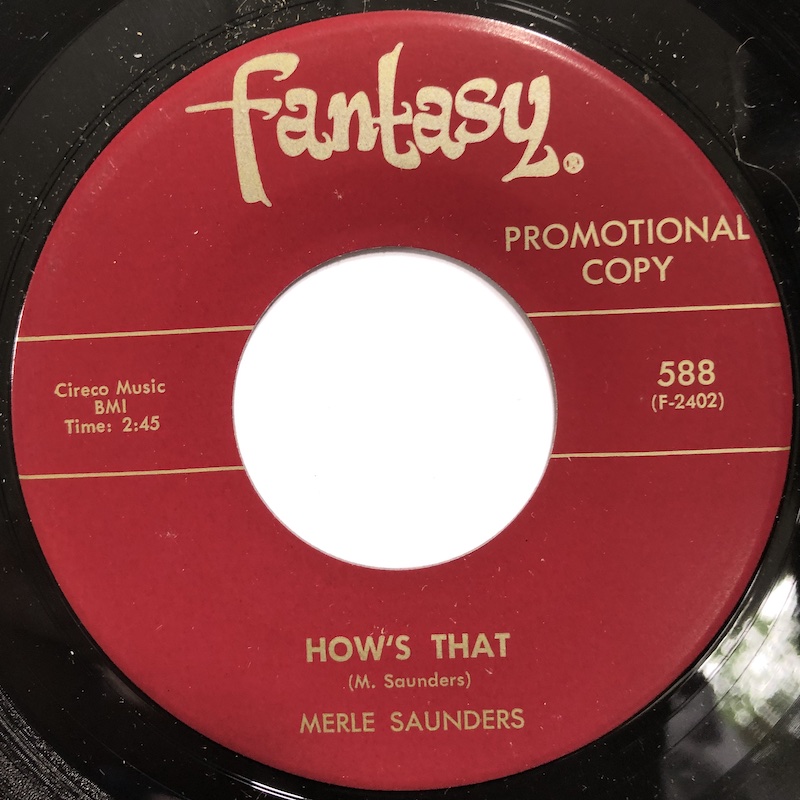 fantasy®
PROMOTIONAL
COPY
Cireco Music
BMI
Time: 2:45
588
(F-2402)
HOW'S THAT
(M. Saunders)
MERLE SAUNDERS